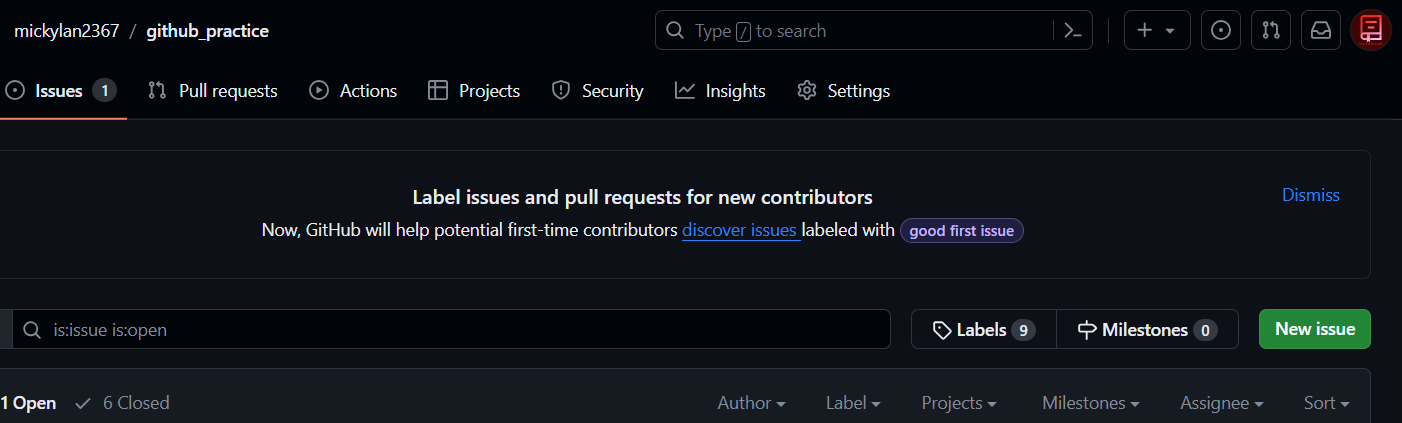 mickylan2367 / github_practice Type / to search
Issues 1 Pull requests Actions Projects Security Insights Settings
Label issues and pull requests for new contributors Dismiss
Now, GitHub will help potential first-time contributors discover issues labeled with good first issue
is:issue is:open Labels 9 Milestones 0 New issue
1 Open 6 Closed Author Label Projects Milestones Assignee Sort